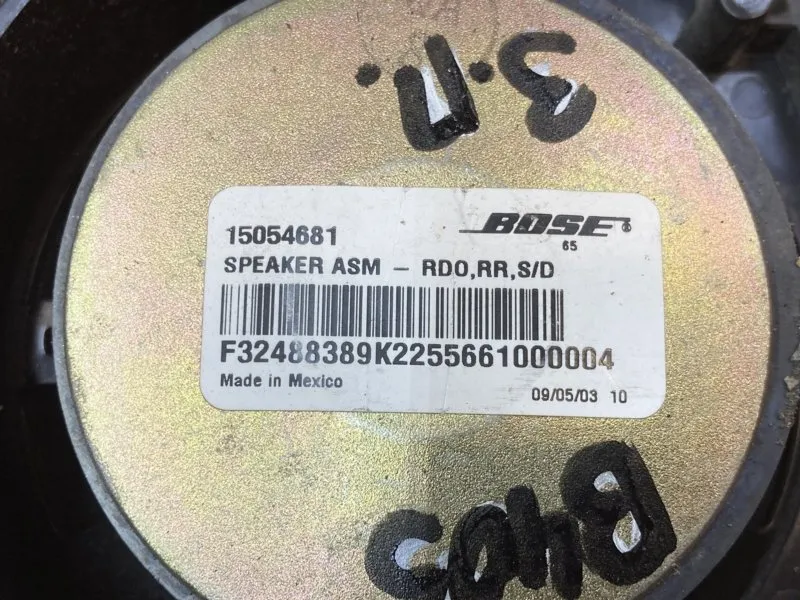 З.П.
15054681
BOSE®
65
SPEAKER ASM – RDO,RR,S/D
F32488389K2255661000004
Made in Mexico
09/05/03 10